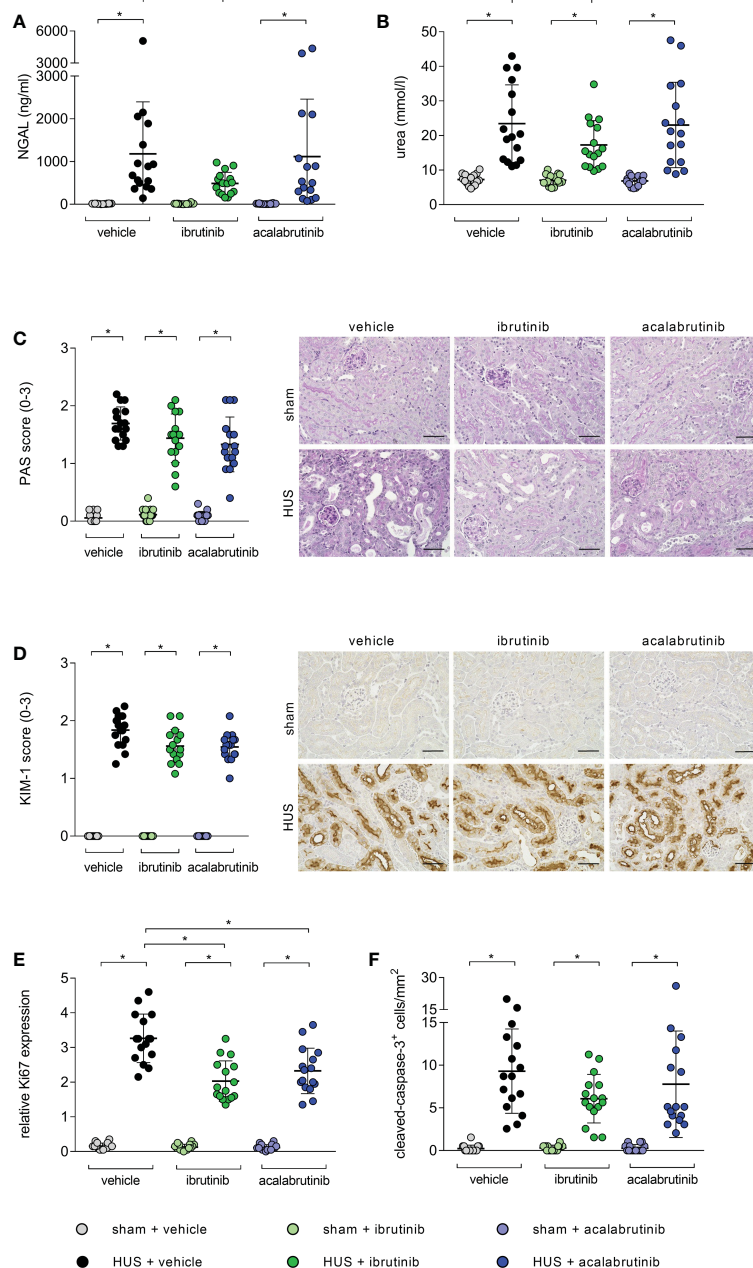 A
* *
NGAL (ng/ml)
6000
3000
3000
2000
1000
0
vehicle ibrutinib acalabrutinib
B
* * *
urea (mmol/l)
50
40
30
20
10
0
vehicle ibrutinib acalabrutinib
C
* * *
PAS score (0-3)
3
2
1
0
vehicle ibrutinib acalabrutinib
vehicle ibrutinib acalabrutinib
sham
HUS
D
* * *
KIM-1 score (0-3)
3
2
1
0
vehicle ibrutinib acalabrutinib
vehicle ibrutinib acalabrutinib
sham
HUS
E
*
*
* * *
relative Ki67 expression
5
4
3
2
1
0
vehicle ibrutinib acalabrutinib
F
* * *
cleaved-caspase-3⁺ cells/mm²
30
15
15
10
5
0
vehicle ibrutinib acalabrutinib
sham + vehicle sham + ibrutinib sham + acalabrutinib
HUS + vehicle HUS + ibrutinib HUS + acalabrutinib